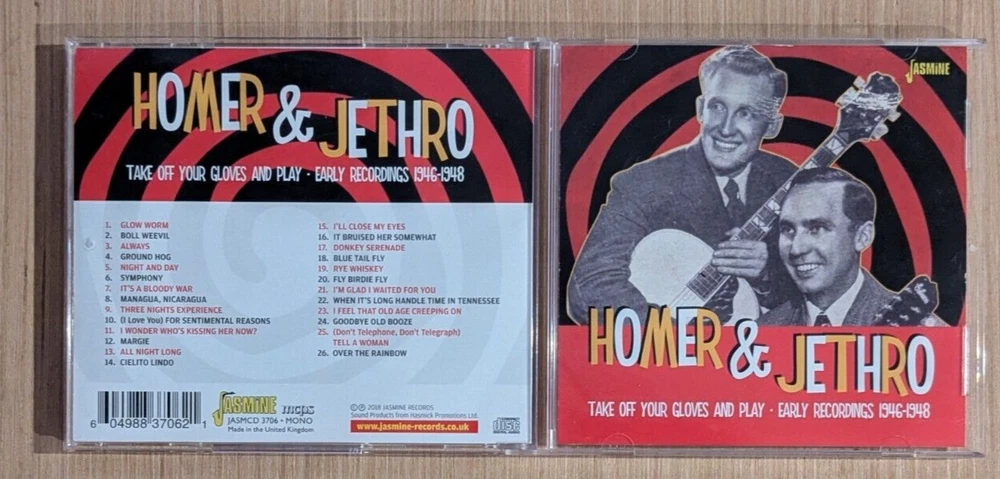 HOMER & JETHRO
TAKE OFF YOUR GLOVES AND PLAY · EARLY RECORDINGS 1946-1948
1. GLOW WORM
2. BOLL WEEVIL
3. ALWAYS
4. GROUND HOG
5. NIGHT AND DAY
6. SYMPHONY
7. IT'S A BLOODY WAR
8. MANAGUA, NICARAGUA
9. THREE NIGHTS EXPERIENCE
10. (I Love You) FOR SENTIMENTAL REASONS
11. I WONDER WHO'S KISSING HER NOW?
12. MARGIE
13. ALL NIGHT LONG
14. CIELITO LINDO
15. I'LL CLOSE MY EYES
16. IT BRUISED HER SOMEWHAT
17. DONKEY SERENADE
18. BLUE TAIL FLY
19. RYE WHISKEY
20. FLY BIRDIE FLY
21. I'M GLAD I WAITED FOR YOU
22. WHEN IT'S LONG HANDLE TIME IN TENNESSEE
23. I FEEL THAT OLD AGE CREEPING ON
24. GOODBYE OLD BOOZE
25. (Don't Telephone, Don't Telegraph)
TELL A WOMAN
26. OVER THE RAINBOW
6 04988 37062 1
JASMINE mcps
JASMCD 3706 • MONO
Made in the United Kingdom
© ℗ 2018 JASMINE RECORDS
Sound Products from Hasmick Promotions Ltd.
www.jasmine-records.co.uk
COMPACT
disc
DIGITAL AUDIO
JASMINE
HOMER & JETHRO
TAKE OFF YOUR GLOVES AND PLAY · EARLY RECORDINGS 1946-1948